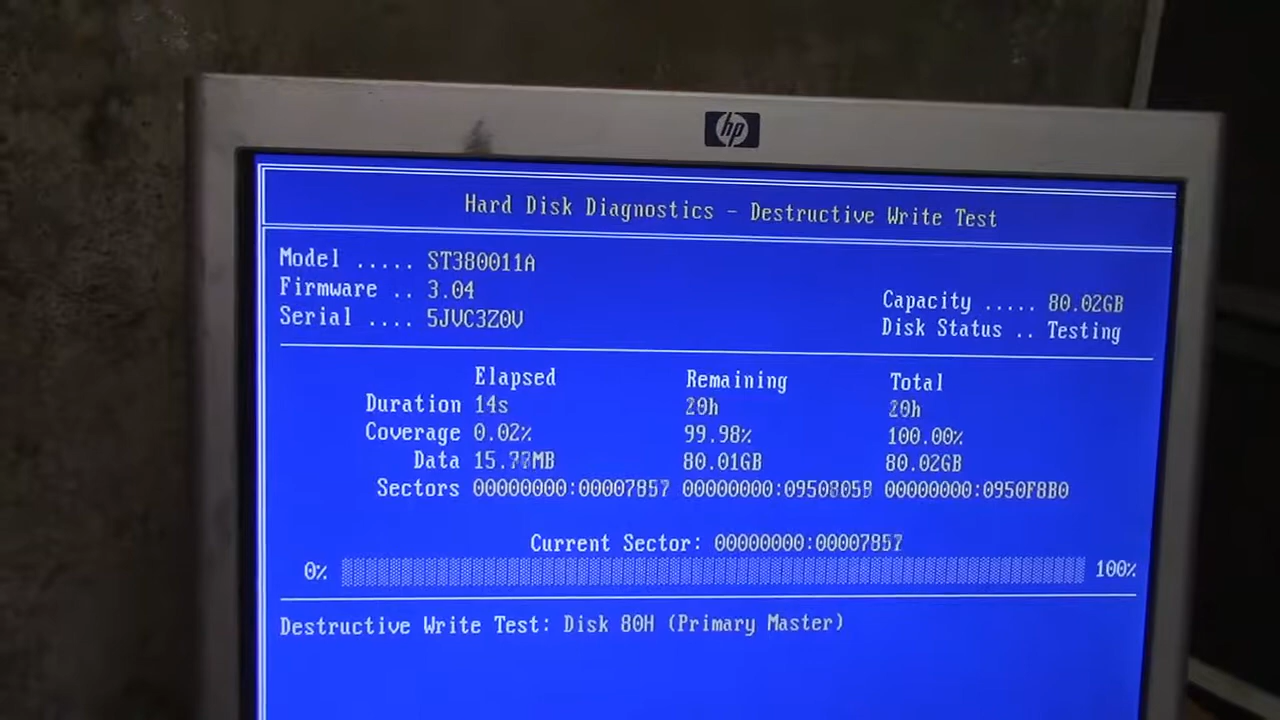 hp
Hard Disk Diagnostics - Destructive Write Test
Model ..... ST380011A
Firmware .. 3.04
Serial .... 5JVC3Z0V
Capacity ..... 80.02GB
Disk Status .. Testing
Elapsed Remaining Total
Duration 14s 20h 20h
Coverage 0.02% 99.98% 100.00%
Data 80.01GB 80.02GB
Sectors 00000000:00007857 00000000:0950F8B0
Current Sector: 00000000:00007857
0% 100%
Destructive Write Test: Disk 80H (Primary Master)